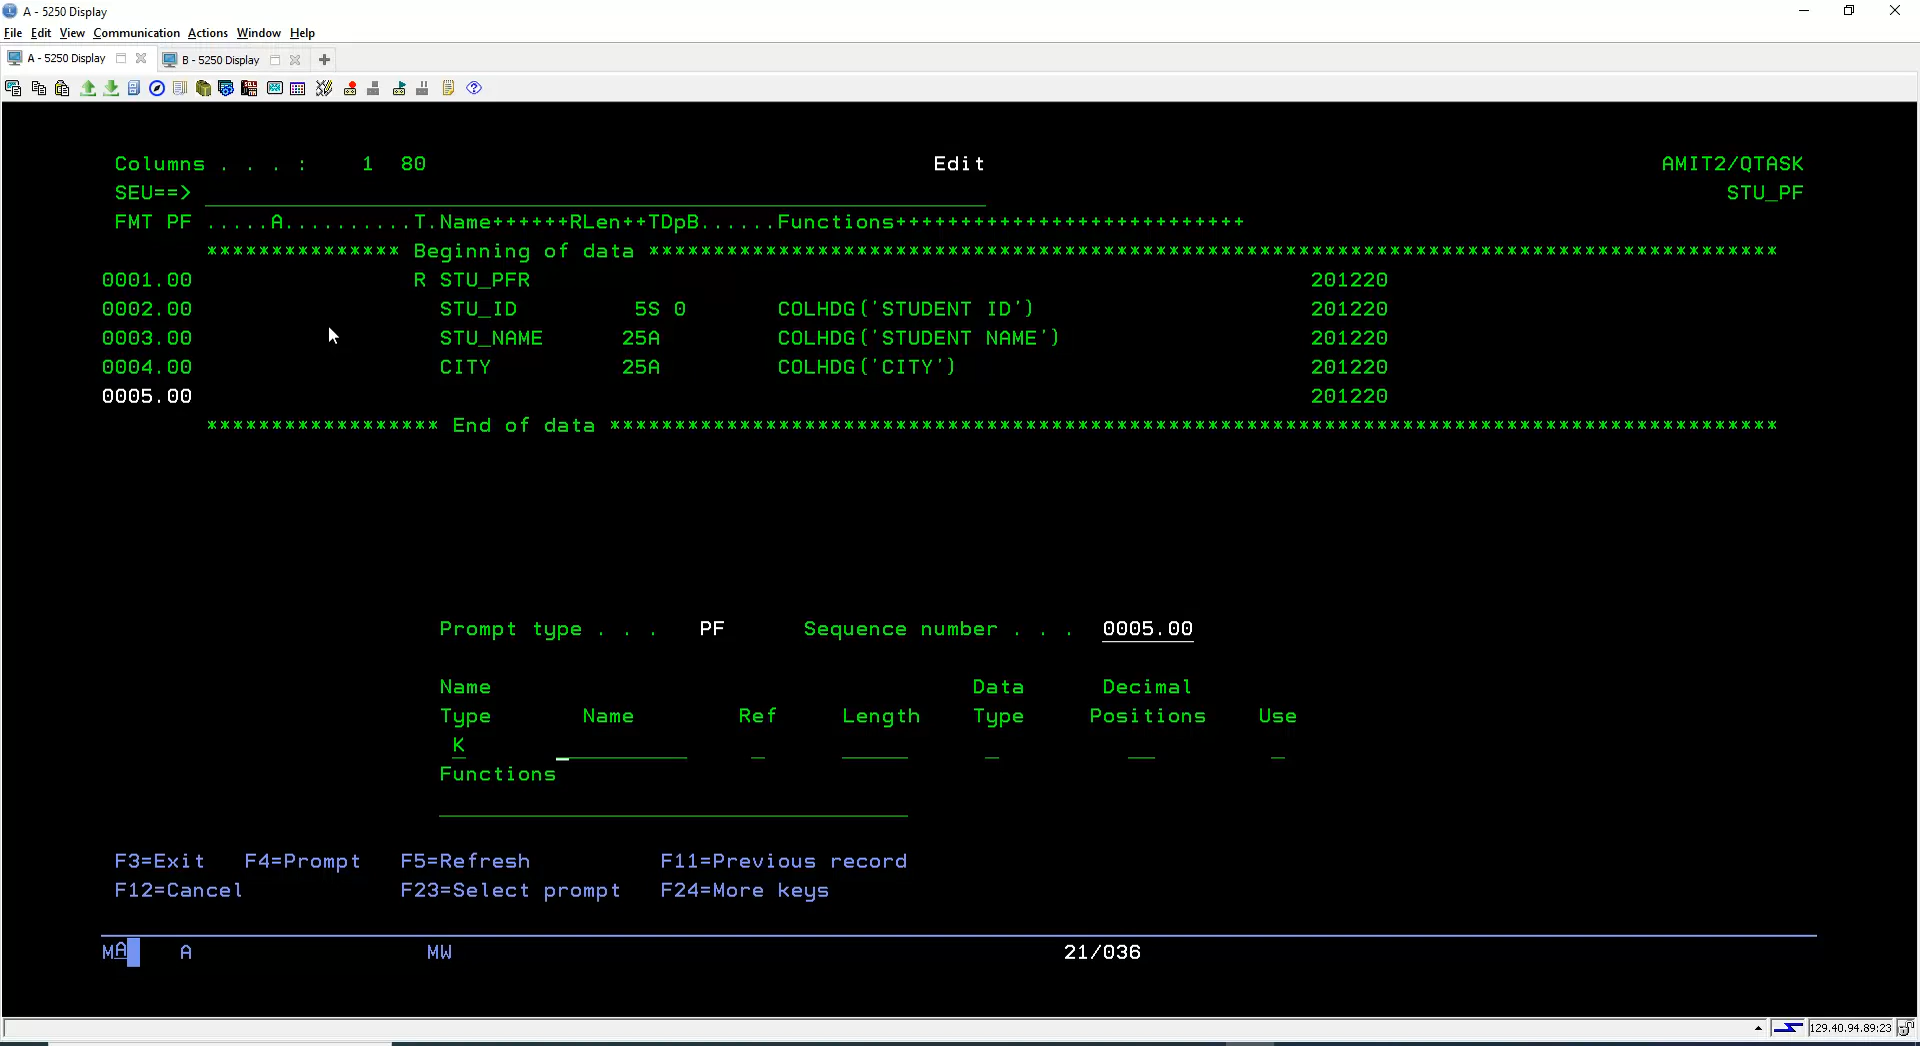 A - 5250 Display
File Edit View Communication Actions Window Help
A - 5250 Display B - 5250 Display
Columns . . . : 1 80 Edit AMIT2/QTASK
SEU==> STU_PF
FMT PF .....A..........T.Name++++++RLen++TDpB......Functions+++++++++++++++++++++++++++
*************** Beginning of data ***************************************************************************************
0001.00 R STU_PFR 201220
0002.00 STU_ID 5S 0 COLHDG('STUDENT ID') 201220
0003.00 STU_NAME 25A COLHDG('STUDENT NAME') 201220
0004.00 CITY 25A COLHDG('CITY') 201220
0005.00 201220
****************** End of data ******************************************************************************************
Prompt type . . . PF Sequence number . . . 0005.00
Name Data Decimal
Type Name Ref Length Type Positions Use
K
Functions
F3=Exit F4=Prompt F5=Refresh F11=Previous record
F12=Cancel F23=Select prompt F24=More keys
MA A MW 21/036
129.40.94.89:23